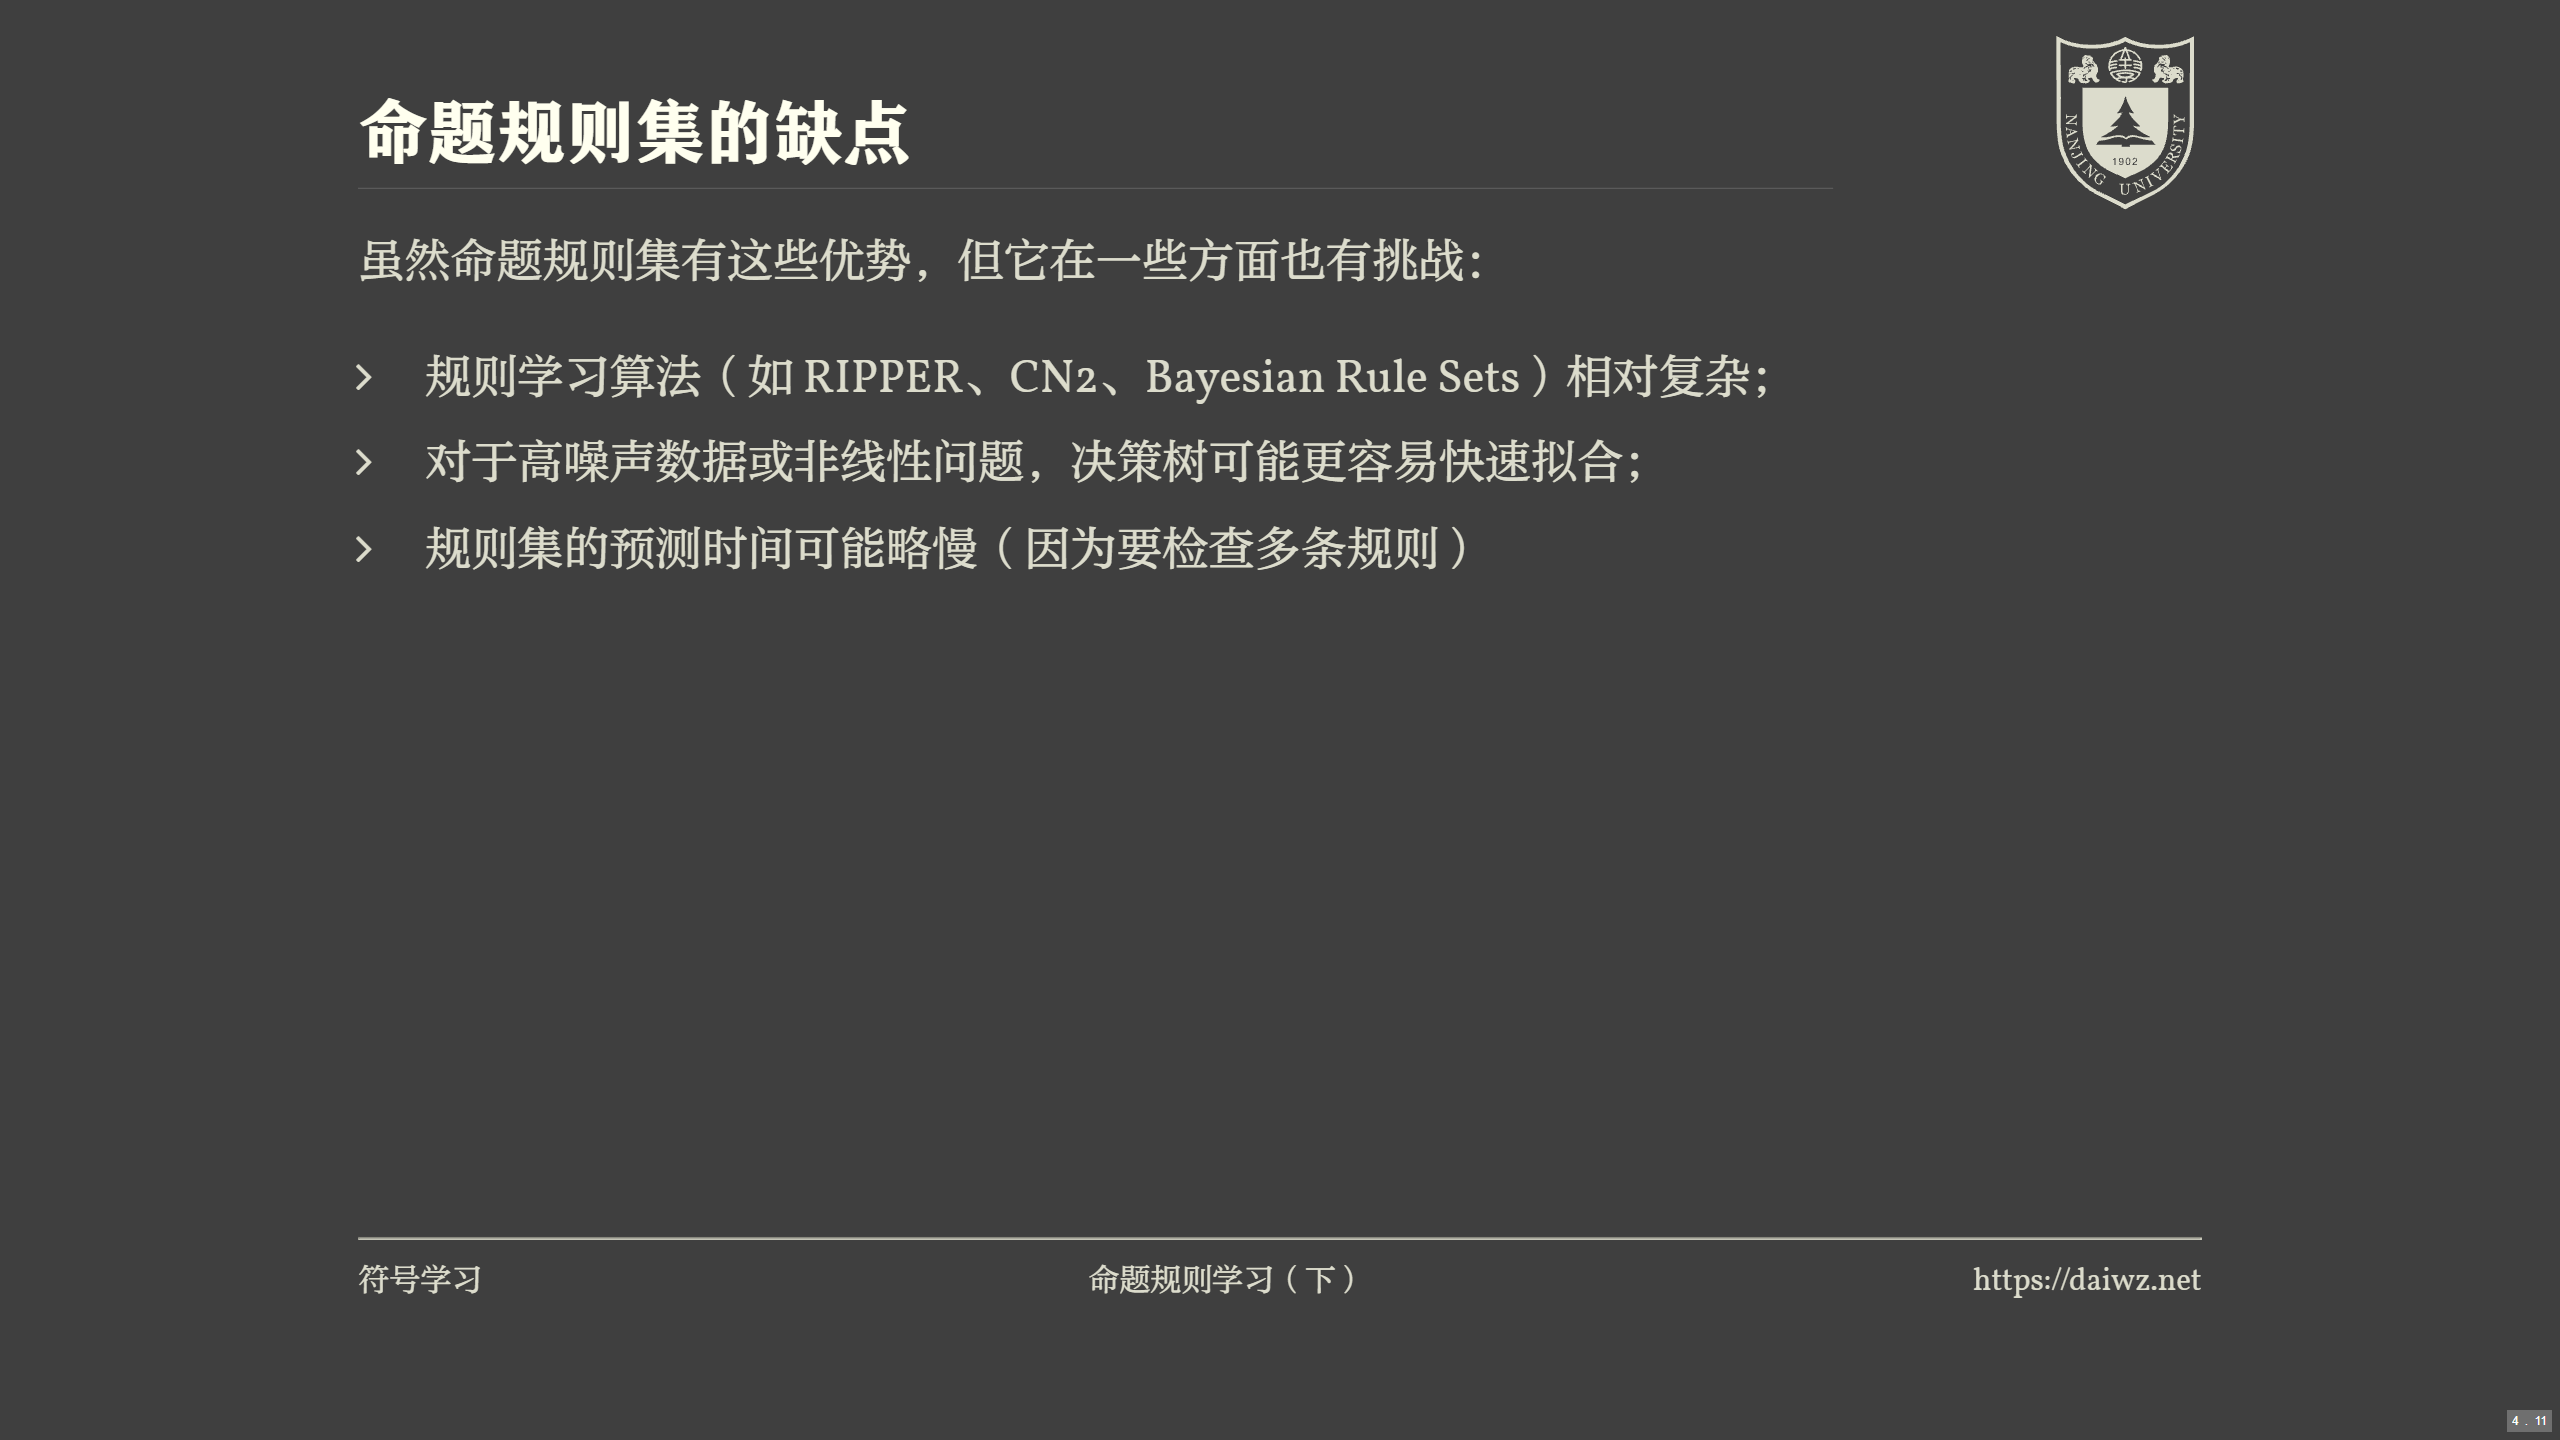 命题规则集的缺点
NANJING UNIVERSITY
1902
虽然命题规则集有这些优势，但它在一些方面也有挑战：
规则学习算法（如 RIPPER、CN2、Bayesian Rule Sets）相对复杂；
对于高噪声数据或非线性问题，决策树可能更容易快速拟合；
规则集的预测时间可能略慢（因为要检查多条规则）
符号学习
命题规则学习（下）
https://daiwz.net
4 . 11